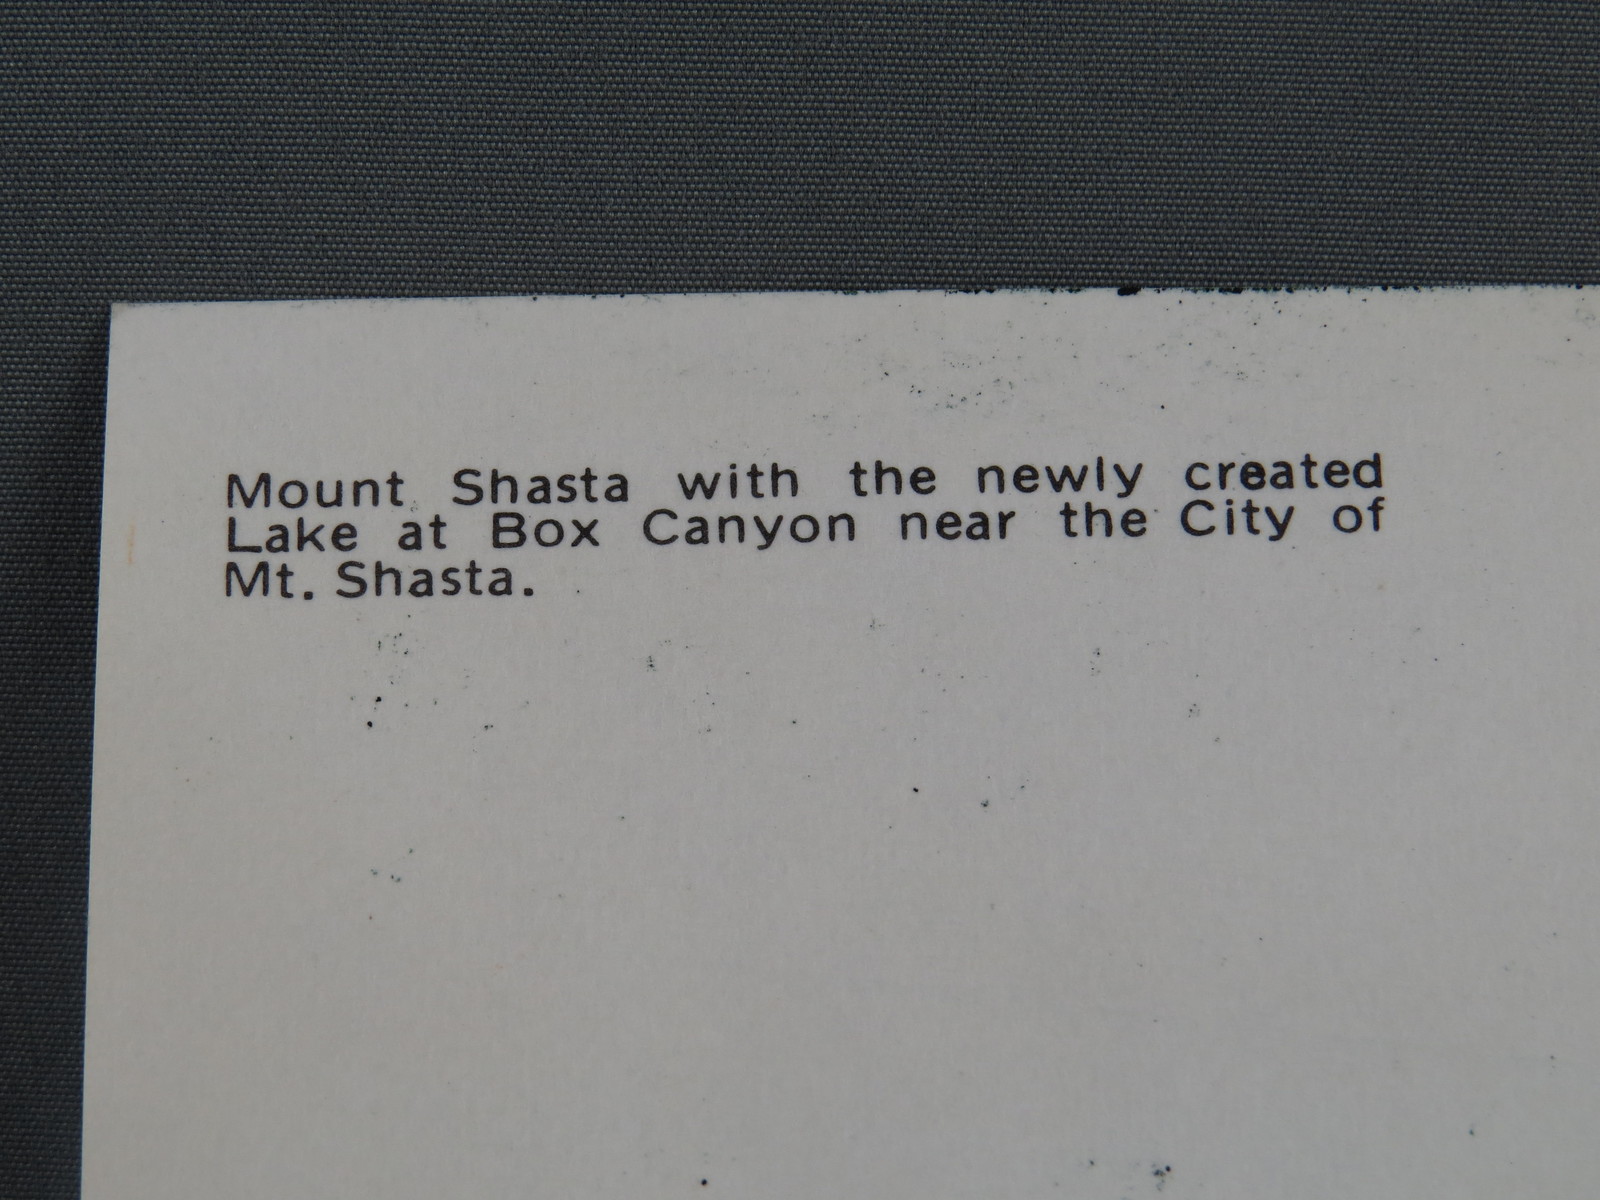 Mount Shasta with the newly created
Lake at Box Canyon near the City of
Mt. Shasta.